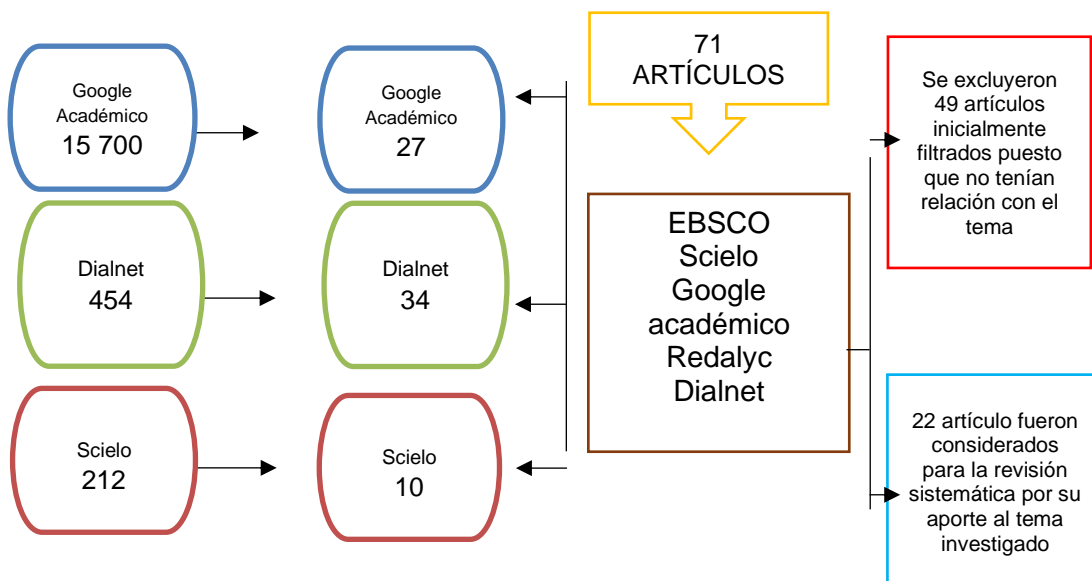 Google
Académico
15 700
Google
Académico
27
71
ARTÍCULOS
Se excluyeron
49 artículos
inicialmente
filtrados puesto
que no tenían
relación con el
tema
Dialnet
454
Dialnet
34
EBSCO
Scielo
Google
académico
Redalyc
Dialnet
Scielo
212
Scielo
10
22 artículo fueron
considerados
para la revisión
sistemática por su
aporte al tema
investigado